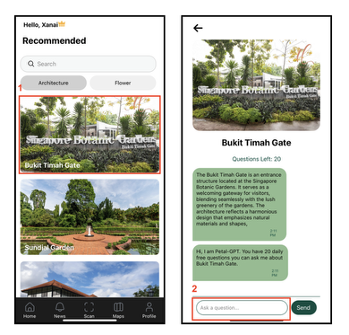 Hello, Xanai
Recommended
Search
Architecture
Flower
1
Singapore Botanic Gardens
Bukit Timah Gate
Sundial Garden
Home
News
Scan
Maps
Profile
Singapore Botanic Gardens
Bukit Timah Gate
Questions Left: 20
The Bukit Timah Gate is an entrance
structure located at the Singapore
Botanic Gardens. It serves as a
welcoming gateway for visitors,
blending seamlessly with the lush
greenery of the gardens. The
architecture reflects a harmonious
design that emphasizes natural
materials and shapes,
Hi, I am Petal-GPT. You have 20 daily
free questions you can ask me about
Bukit Timah Gate.
2
Ask a question...
Send